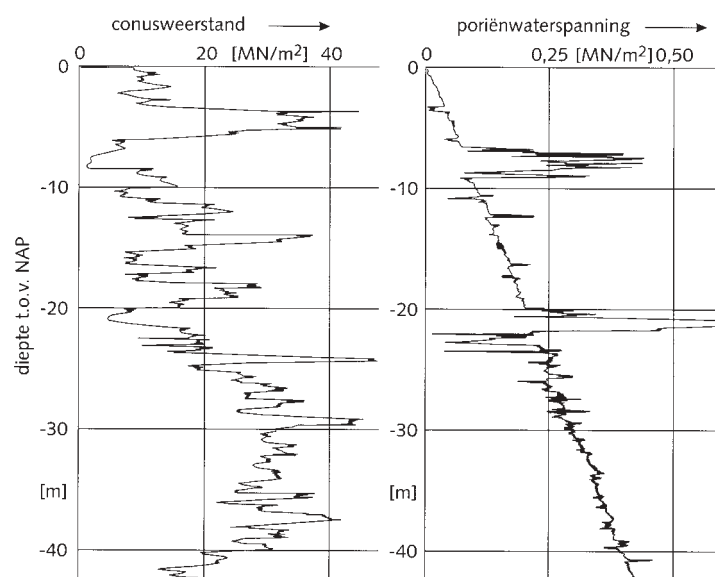 conusweerstand
poriënwaterspanning
0 20 [MN/m²] 40
0 0,25 [MN/m²] 0,50
0
-10
-20
-30
[m]
-40
diepte t.o.v. NAP
0
-10
-20
-30
[m]
-40